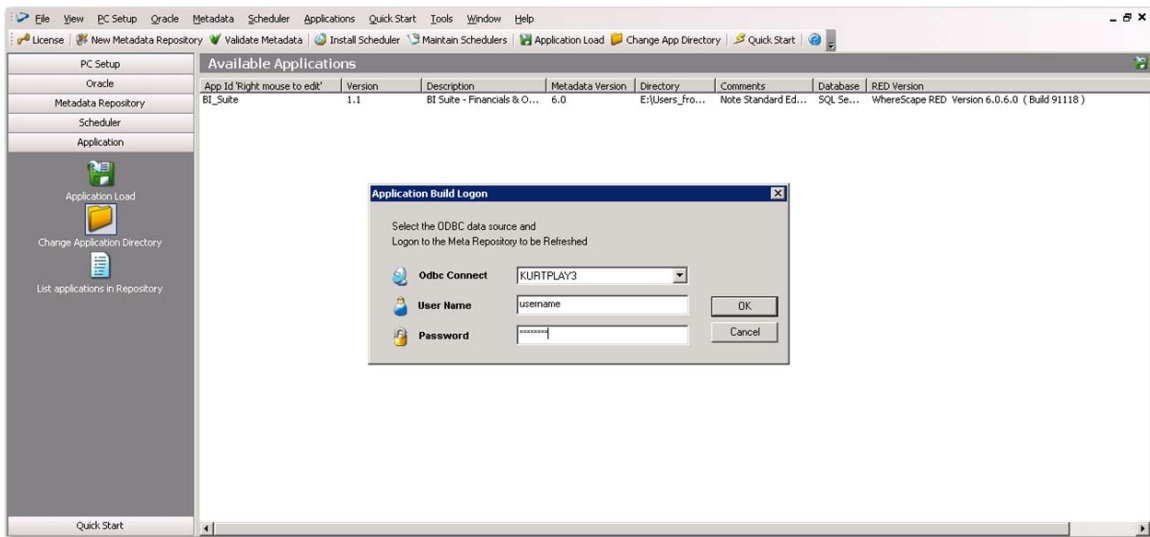 File View PC Setup Oracle Metadata Scheduler Applications Quick Start Tools Window Help
License New Metadata Repository Validate Metadata Install Scheduler Maintain Schedulers Application Load Change App Directory Quick Start
PC Setup
Oracle
Metadata Repository
Scheduler
Application
Application Load
Change Application Directory
List applications in Repository
Quick Start
Available Applications
App Id 'Right mouse to edit' Version Description Metadata Version Directory Comments Database RED Version
BI_Suite 1.1 BI Suite - Financials & O... 6.0 E:\Users_fro... Note Standard Ed... SQL Se... WhereScape RED Version 6.0.6.0 ( Build 91118 )
Application Build Logon
Select the ODBC data source and
Logon to the Meta Repository to be Refreshed
Odbc Connect KURTPLAY3
User Name username
OK
Password xxxxxxxx
Cancel